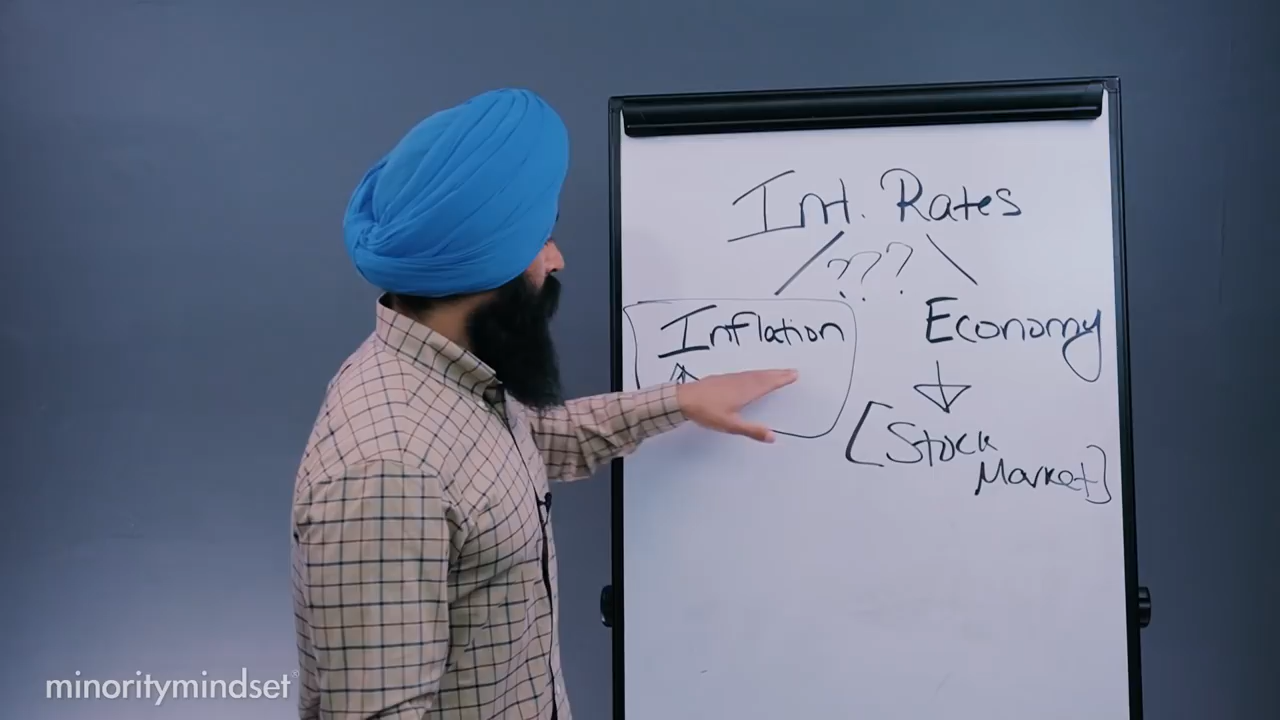 Int. Rates
???
Inflation
Economy
[Stock
Market]
minoritymindset®